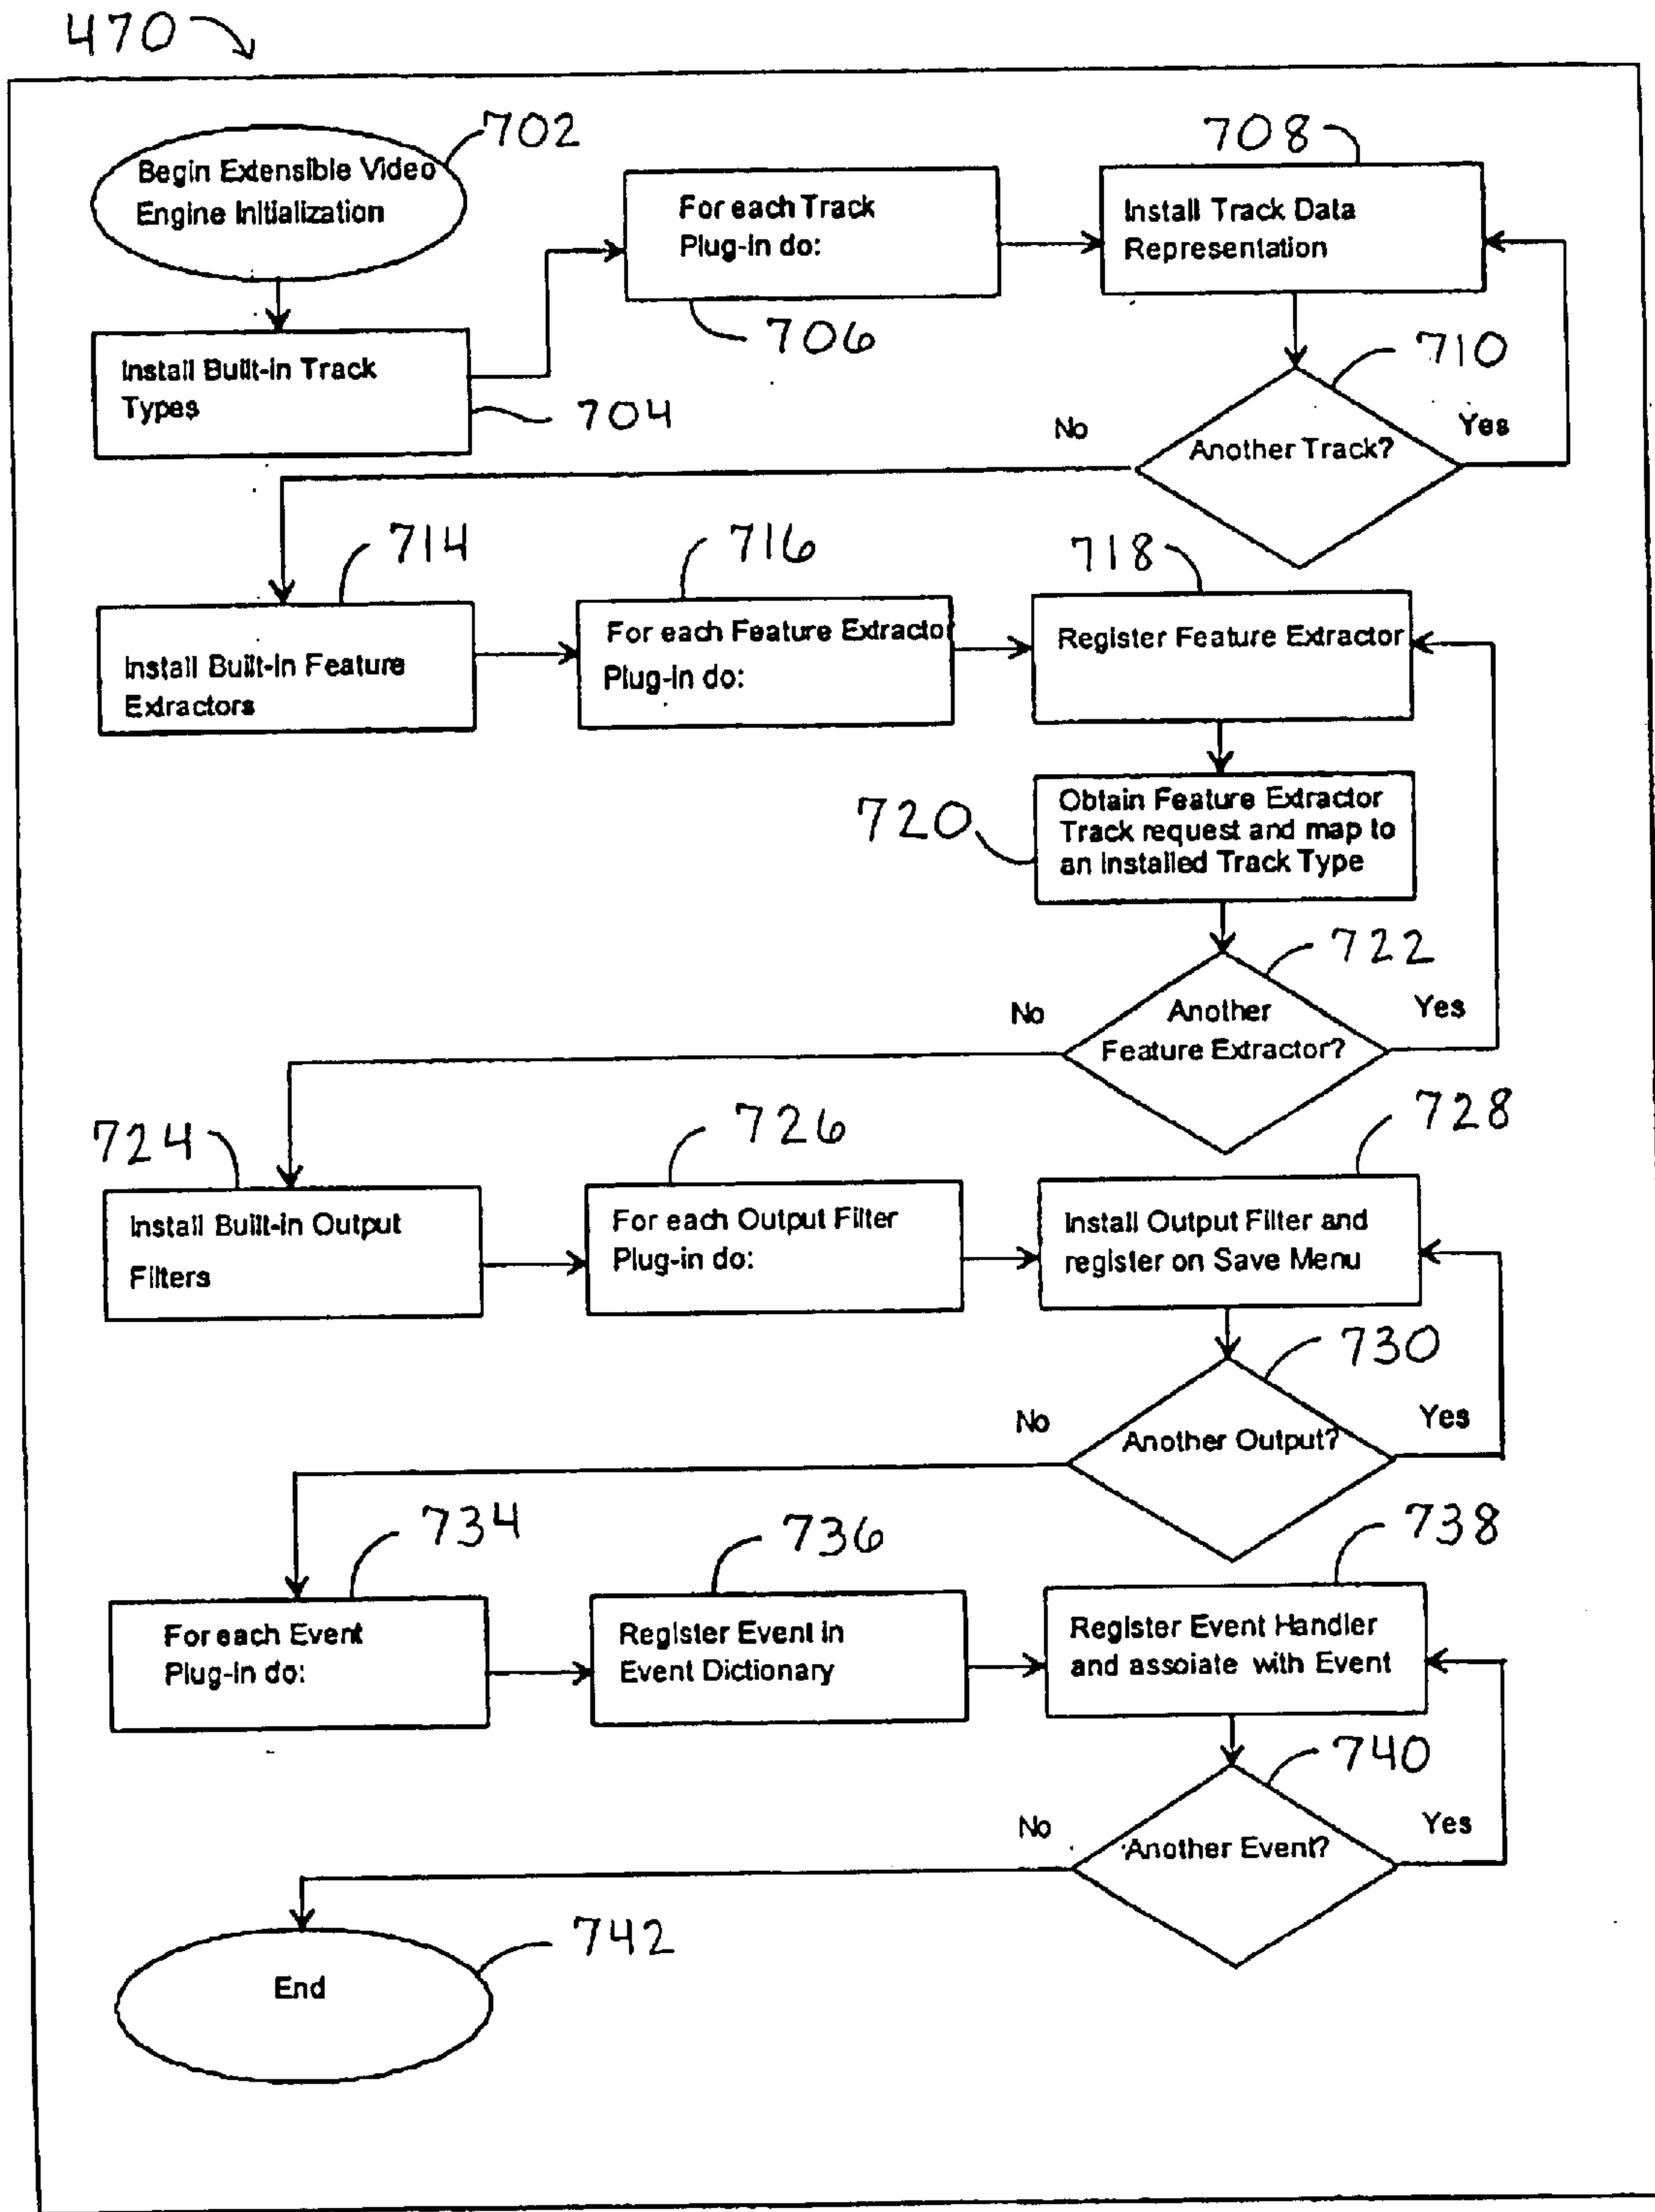 470
702
Begin Extensible Video
Engine Initialization
708
For each Track
Plug-in do:
706
Install Track Data
Representation
Install Built-in Track
Types
704
710
No
Another Track?
Yes
714
716
718
Install Built-in Feature
Extractors
For each Feature Extractor
Plug-in do:
Register Feature Extractor
720
Obtain Feature Extractor
Track request and map to
an installed Track Type
722
No
Another
Feature Extractor?
Yes
724
726
728
Install Built-in Output
Filters
For each Output Filter
Plug-in do:
Install Output Filter and
register on Save Menu
730
No
Another Output?
Yes
734
736
738
For each Event
Plug-in do:
Register Event in
Event Dictionary
Register Event Handler
and assoiate with Event
740
No
Another Event?
Yes
742
End